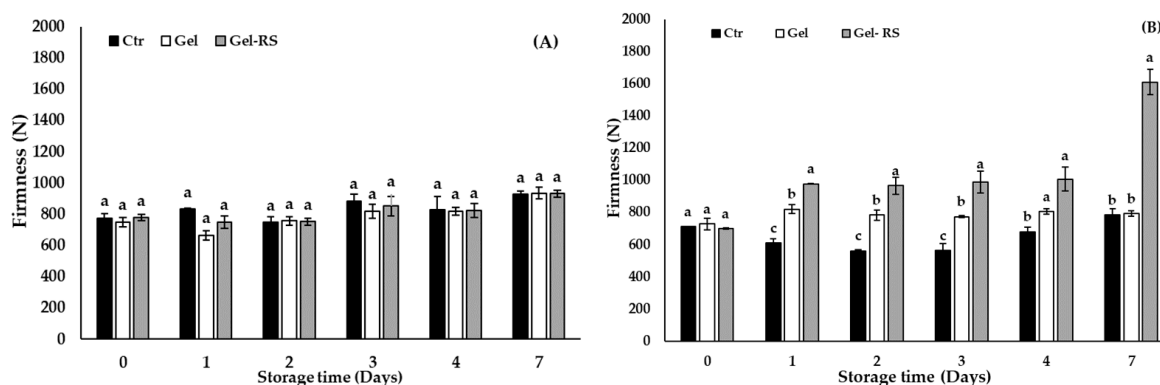 2000
1800
1600
1400
1200
1000
800
600
400
200
0
Firmness (N)
Ctr Gel Gel-RS
(A)
a a a a a a a a a a a a a a a a a a
0 1 2 3 4 7
Storage time (Days)
2000
1800
1600
1400
1200
1000
800
600
400
200
0
Firmness (N)
Ctr Gel Gel- RS
(B)
a a a c b a c b a c b a b a a b b a
0 1 2 3 4 7
Storage time (Days)